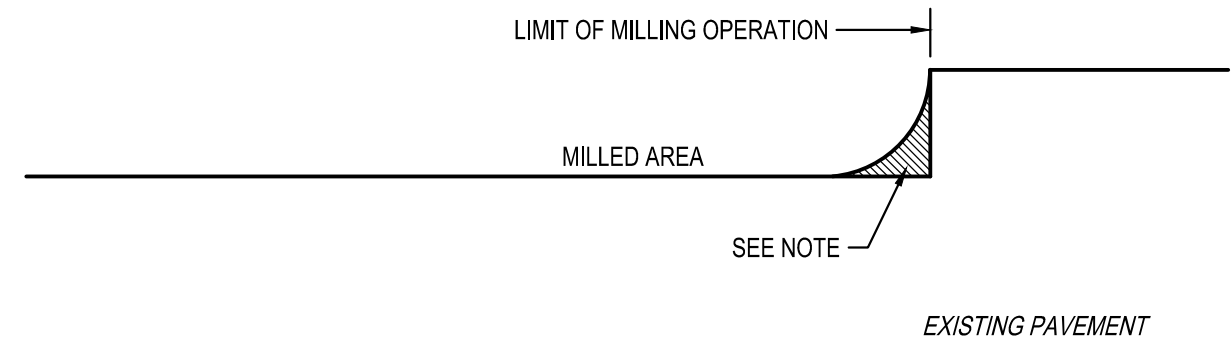 LIMIT OF MILLING OPERATION
MILLED AREA
SEE NOTE
EXISTING PAVEMENT